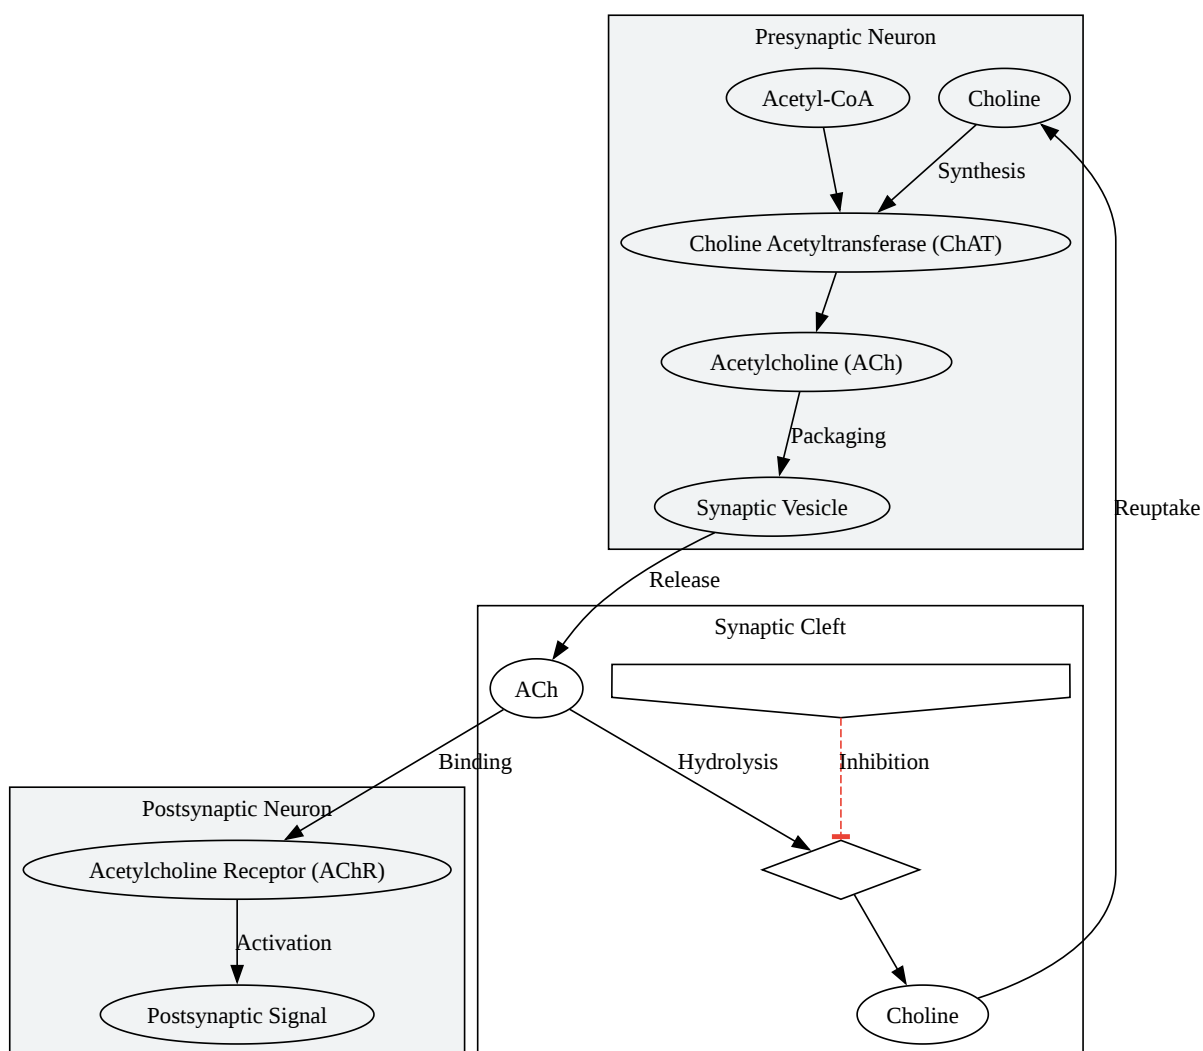 Presynaptic Neuron
Acetyl-CoA
Choline
Synthesis
Choline Acetyltransferase (ChAT)
Acetylcholine (ACh)
Packaging
Synaptic Vesicle
Reuptake
Release
Synaptic Cleft
ACh
Binding
Hydrolysis
Inhibition
Postsynaptic Neuron
Acetylcholine Receptor (AChR)
Activation
Postsynaptic Signal
Choline